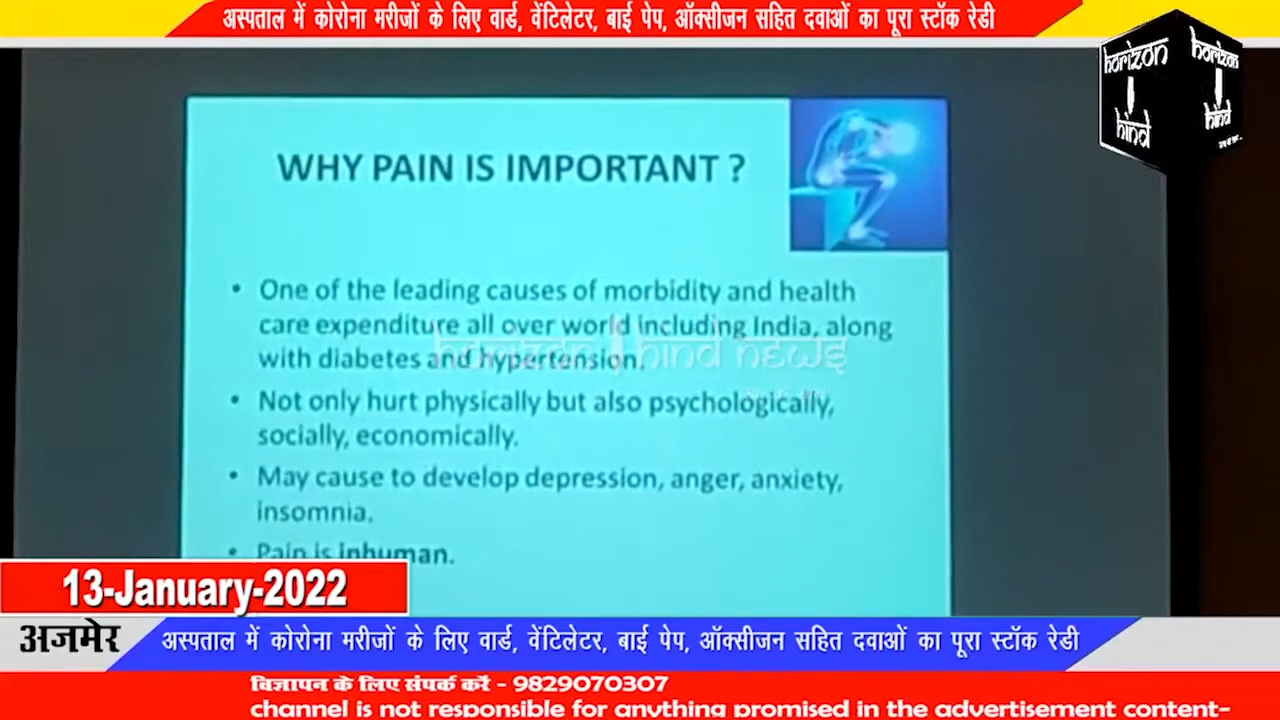 अस्पताल में कोरोना मरीजों के लिए वार्ड, वेंटिलेटर, बाई पेप, ऑक्सीजन सहित दवाओं का पूरा स्टॉक रेडी
horizon horizon
hind hind
WHY PAIN IS IMPORTANT ?
• One of the leading causes of morbidity and health
care expenditure all over world including India, along
with diabetes and hypertension.
horizon hind news
• Not only hurt physically but also psychologically,
socially, economically.
• May cause to develop depression, anger, anxiety,
insomnia.
• Pain is inhuman.
13-January-2022
अजमेर
अस्पताल में कोरोना मरीजों के लिए वार्ड, वेंटिलेटर, बाई पेप, ऑक्सीजन सहित दवाओं का पूरा स्टॉक रेडी
विज्ञापन के लिए संपर्क करें - 9829070307
channel is not responsible for anything promised in the advertisement content-